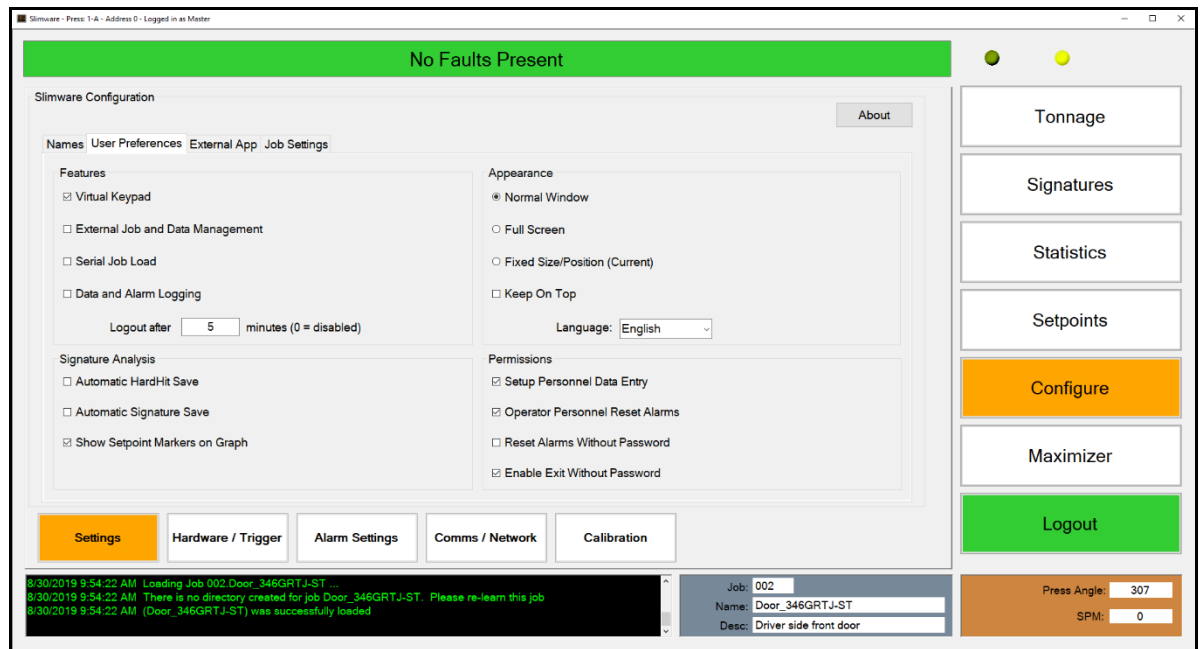 Slimware - Press: 1-A - Address 0 - Logged in as Master
No Faults Present
Slimware Configuration
About
Names User Preferences External App Job Settings
Features
Virtual Keypad
External Job and Data Management
Serial Job Load
Data and Alarm Logging
Logout after 5 minutes (0 = disabled)
Appearance
Normal Window
Full Screen
Fixed Size/Position (Current)
Keep On Top
Language: English
Signature Analysis
Automatic HardHit Save
Automatic Signature Save
Show Setpoint Markers on Graph
Permissions
Setup Personnel Data Entry
Operator Personnel Reset Alarms
Reset Alarms Without Password
Enable Exit Without Password
Settings
Hardware / Trigger
Alarm Settings
Comms / Network
Calibration
Tonnage
Signatures
Statistics
Setpoints
Configure
Maximizer
Logout
8/30/2019 9:54:22 AM Loading Job 002.Door_346GRTJ-ST ...
8/30/2019 9:54:22 AM There is no directory created for job Door_346GRTJ-ST. Please re-learn this job
8/30/2019 9:54:22 AM (Door_346GRTJ-ST) was successfully loaded
Job: 002
Name: Door_346GRTJ-ST
Desc: Driver side front door
Press Angle: 307
SPM: 0